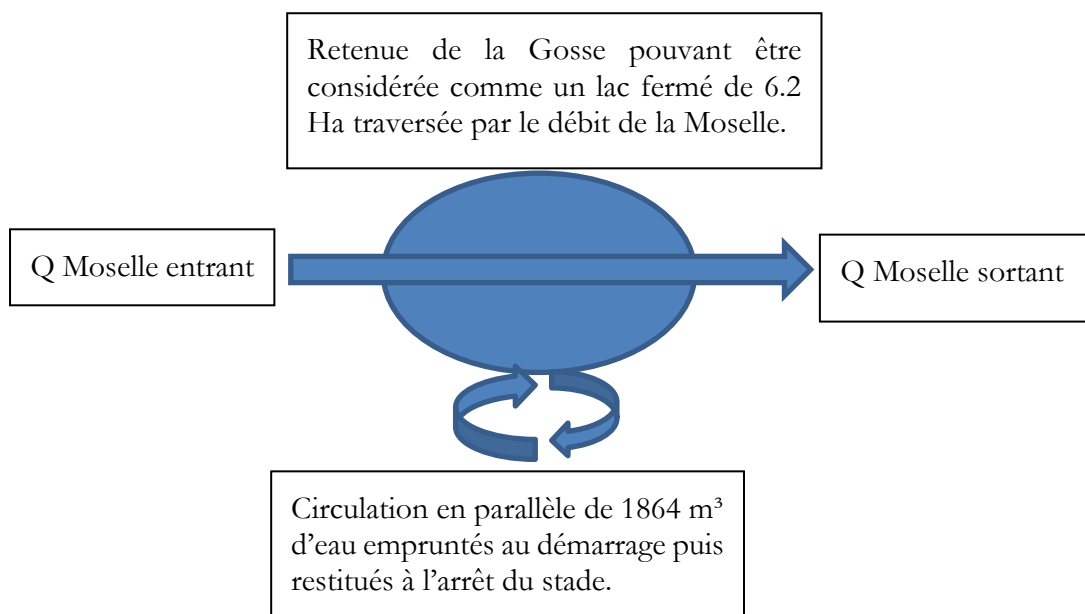 Retenue de la Gosse pouvant être
considérée comme un lac fermé de 6.2
Ha traversée par le débit de la Moselle.
Q Moselle entrant
Q Moselle sortant
Circulation en parallèle de 1864 m³
d’eau empruntés au démarrage puis
restitués à l’arrêt du stade.